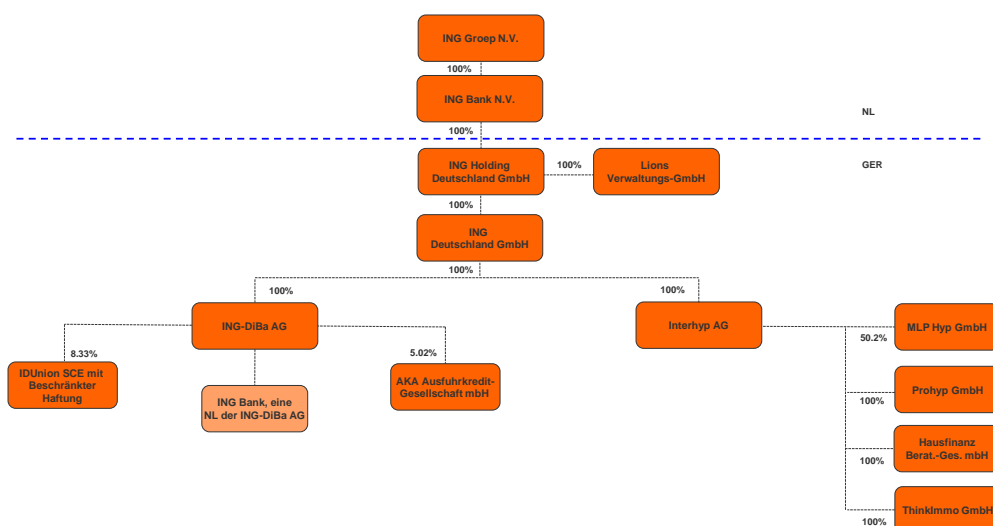 ING Groep N.V.
100%
ING Bank N.V.
NL
100%
GER
ING Holding
Deutschland GmbH
100%
Lions
Verwaltungs-GmbH
100%
ING
Deutschland GmbH
100%
100%
100%
ING-DiBa AG
Interhyp AG
MLP Hyp GmbH
50.2%
8.33%
5.02%
IDUnion SCE mit
Beschränkter
Haftung
ING Bank, eine
NL der ING-DiBa AG
AKA Ausfuhrkredit-
Gesellschaft mbH
Prohyp GmbH
100%
Hausfinanz
Berat.-Ges. mbH
100%
ThinkImmo GmbH
100%